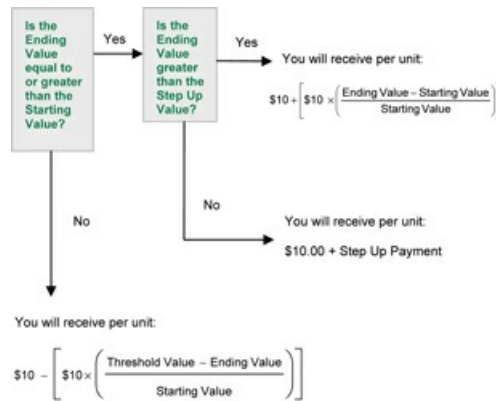 Is the
Ending
Value
equal to
or greater
than the
Starting
Value?
Yes
Is the
Ending
Value
greater
than the
Step Up
Value?
Yes
You will receive per unit:
$10 + [ $10 × ( Ending Value – Starting Value
Starting Value )
No
No
You will receive per unit:
$10.00 + Step Up Payment
You will receive per unit:
$10 – [ $10 × ( Threshold Value – Ending Value
Starting Value ) ]